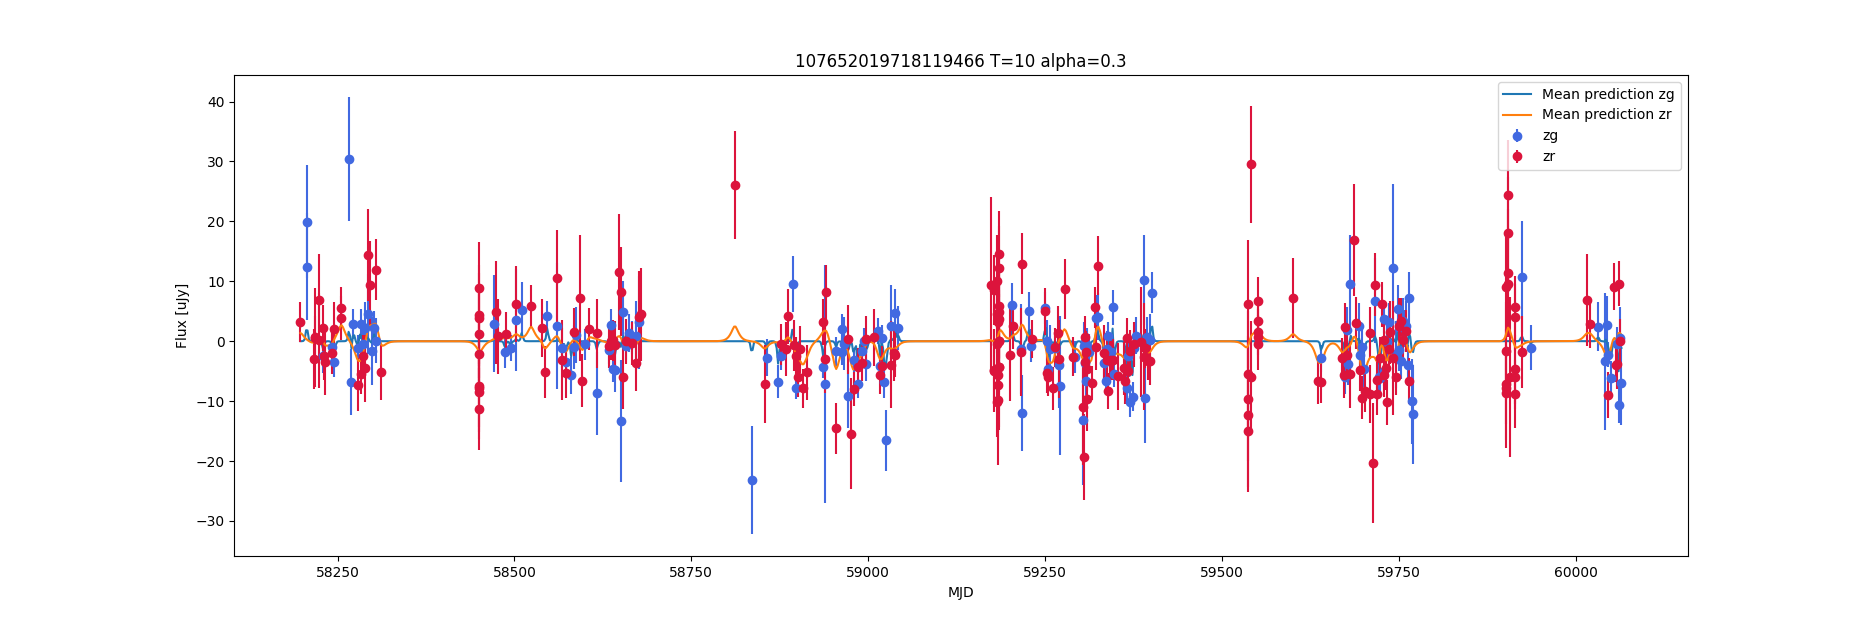 107652019718119466 T=10 alpha=0.3
Mean prediction zg
Mean prediction zr
zg
zr
Flux [uJy]
40
30
20
10
0
−10
−20
−30
58250 58500 58750 59000 59250 59500 59750 60000
MJD